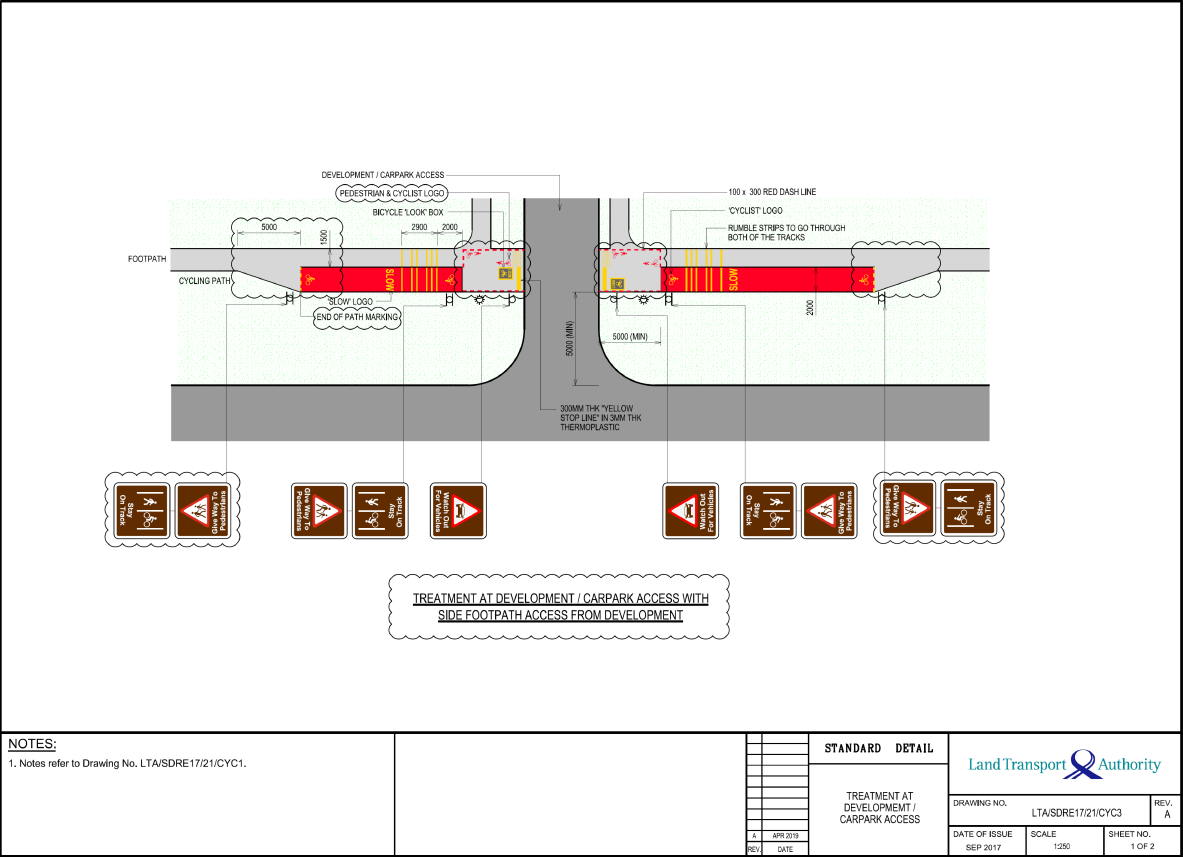 DEVELOPMENT / CARPARK ACCESS
PEDESTRIAN & CYCLIST LOGO
BICYCLE 'LOOK' BOX
100 x 300 RED DASH LINE
'CYCLIST' LOGO
RUMBLE STRIPS TO GO THROUGH
BOTH OF THE TRACKS
5000
1500
2900
2000
FOOTPATH
CYCLING PATH
SLOW
SLOW
SLOW' LOGO
END OF PATH MARKING
2000
5000 (MIN)
5000 (MIN)
300MM THK "YELLOW
STOP LINE" IN 3MM THK
THERMOPLASTIC
Stay
On Track
Give Way To
Pedestrians
Give Way To
Pedestrians
Stay
On Track
Watch Out
For Vehicles
Watch Out
For Vehicles
Stay
On Track
Give Way To
Pedestrians
Give Way To
Pedestrians
Stay
On Track
TREATMENT AT DEVELOPMENT / CARPARK ACCESS WITH
SIDE FOOTPATH ACCESS FROM DEVELOPMENT
NOTES:
1. Notes refer to Drawing No. LTA/SDRE17/21/CYC1.
A APR 2019
REV. DATE
STANDARD DETAIL
TREATMENT AT
DEVELOPEMT /
CARPARK ACCESS
Land Transport Authority
DRAWING NO.
LTA/SDRE17/21/CYC3
REV.
A
DATE OF ISSUE
SEP 2017
SCALE
1:250
SHEET NO.
1 OF 2